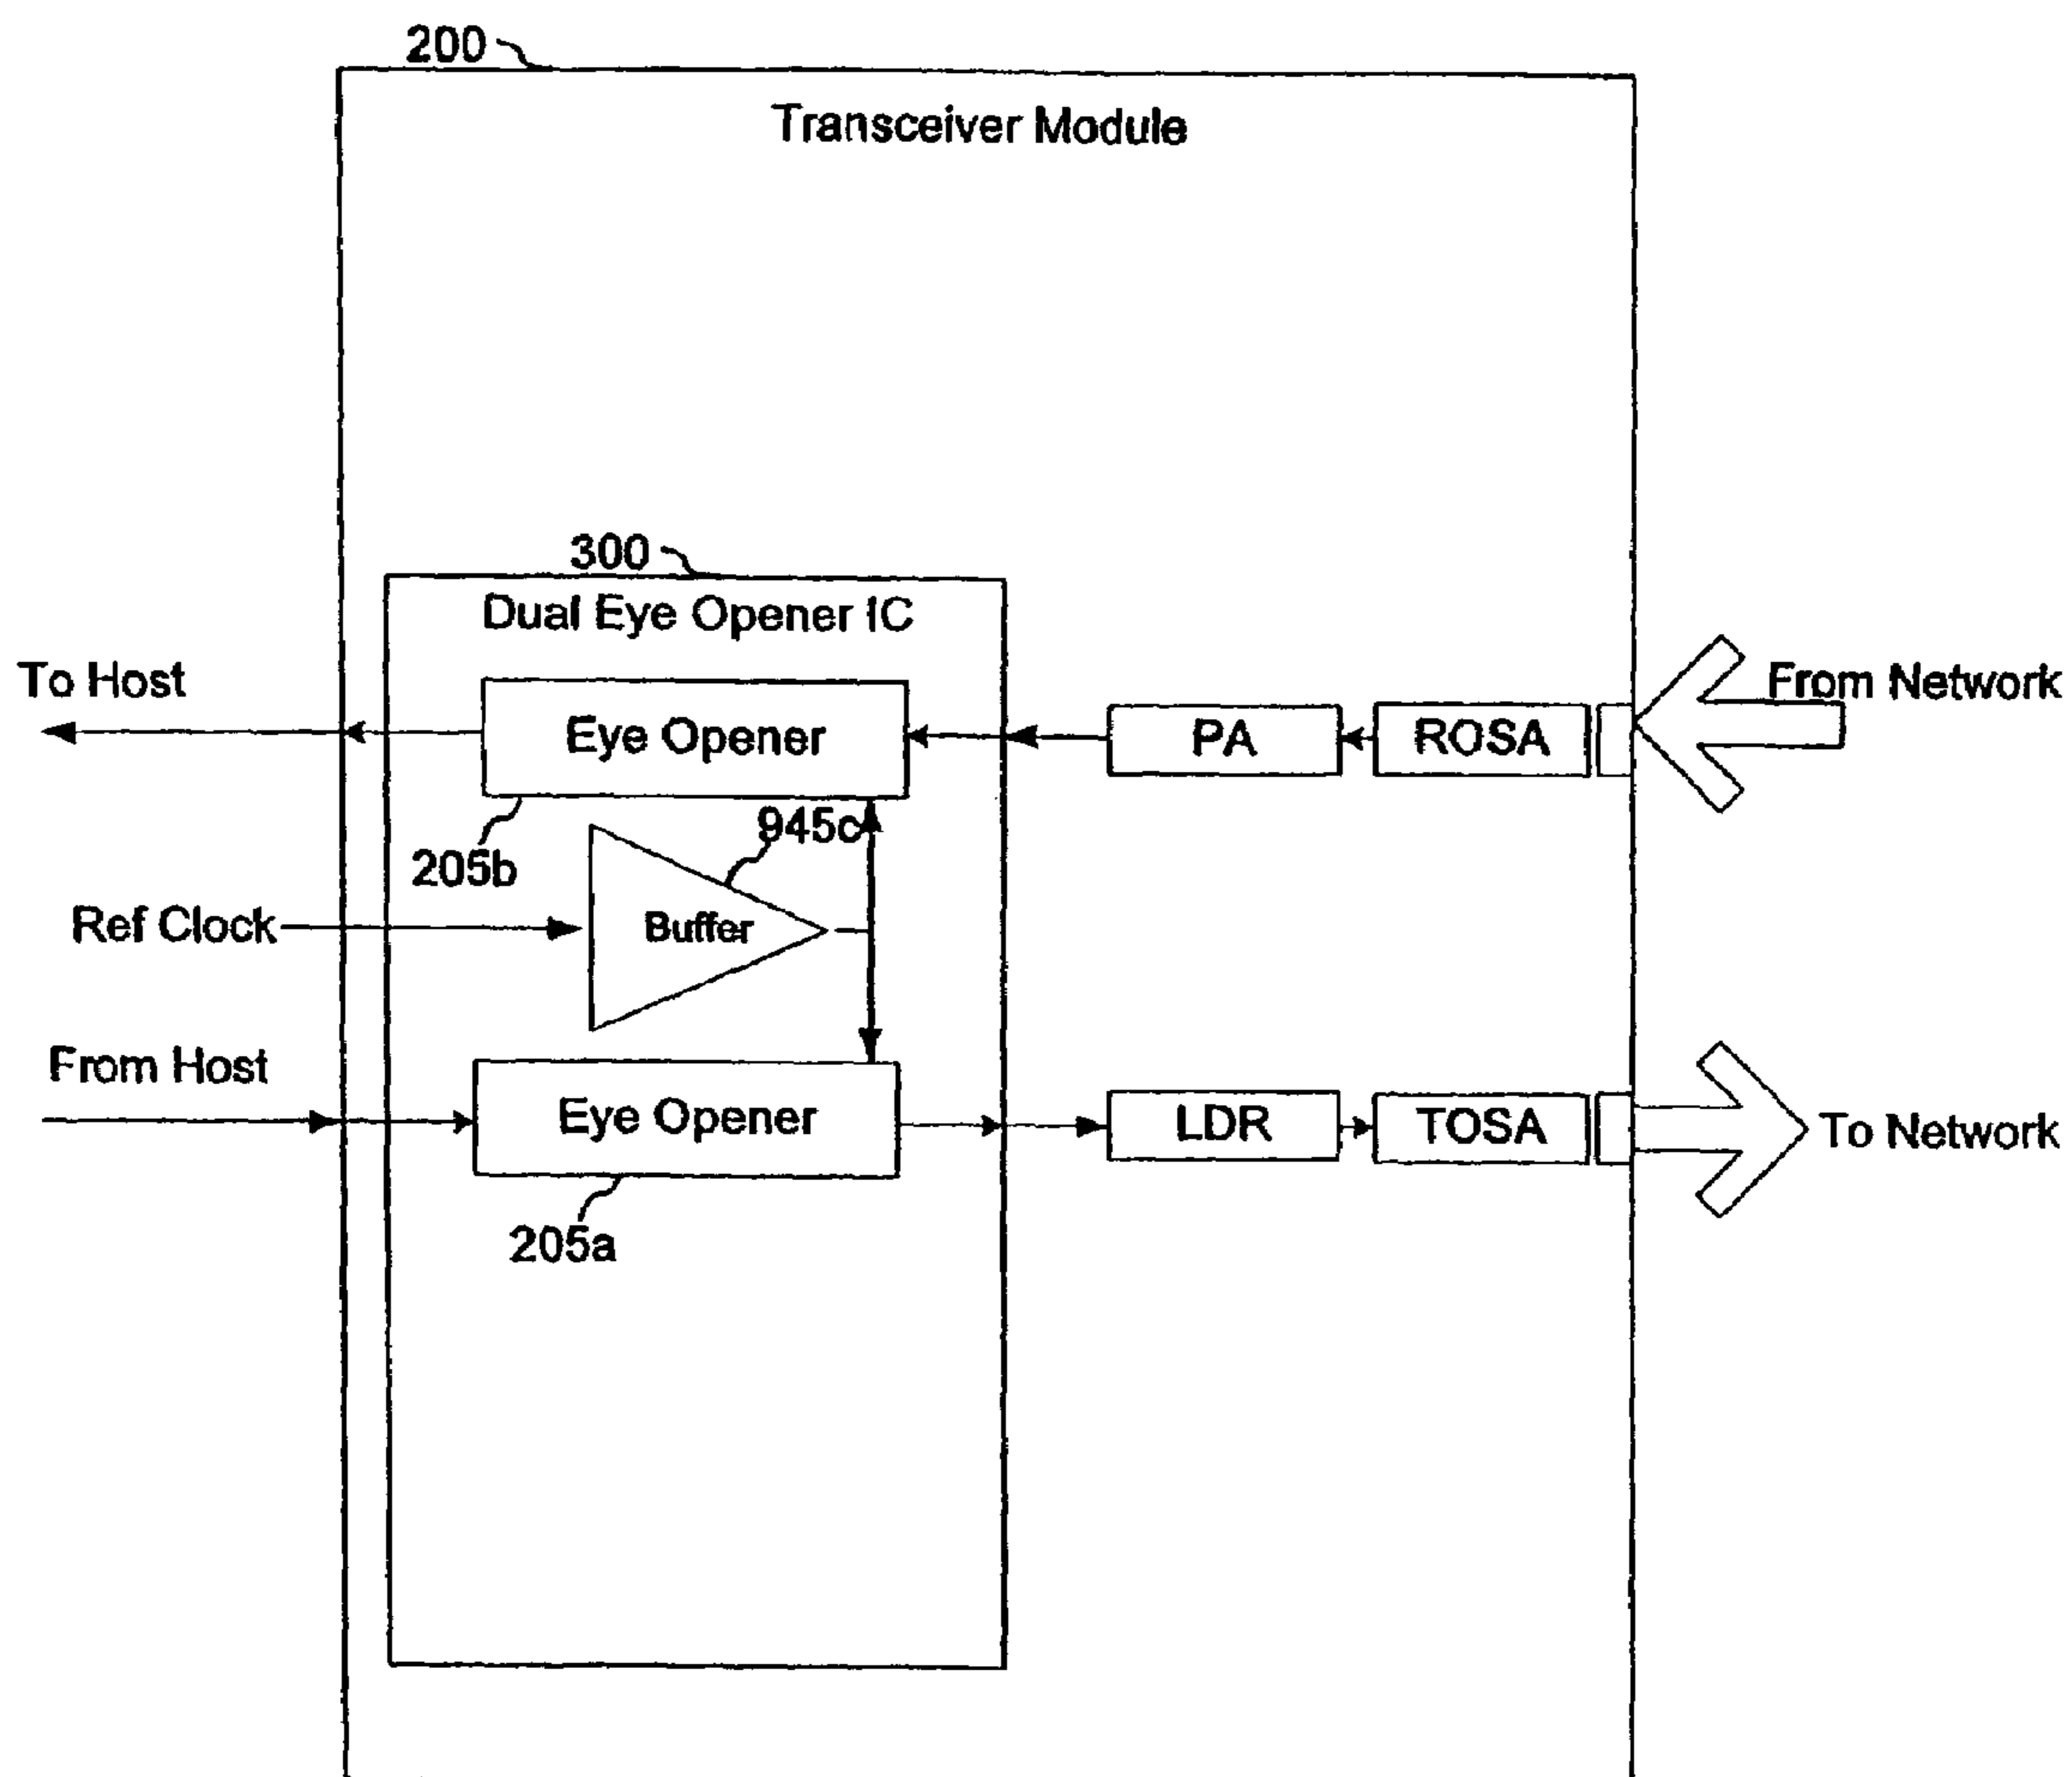 200
Transceiver Module
300
Dual Eye Opener IC
To Host
Eye Opener
PA
ROSA
From Network
945c
205b
Ref Clock
Buffer
From Host
Eye Opener
LDR
TOSA
To Network
205a